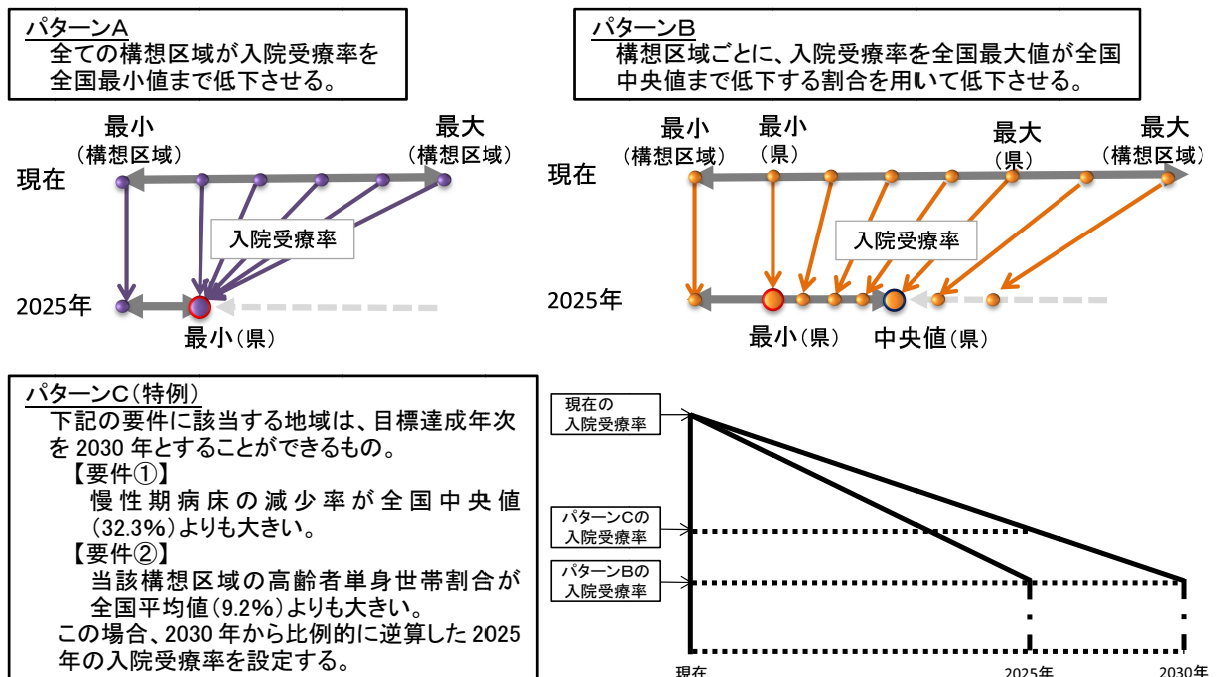 パターンA
全ての構想区域が入院受療率を
全国最小値まで低下させる。
最小
(構想区域)
最大
(構想区域)
現在
入院受療率
2025年
最小(県)
パターンB
構想区域ごとに、入院受療率を全国最大値が全国
中央値まで低下する割合を用いて低下させる。
最小
(構想区域)
最小
(県)
最大
(県)
最大
(構想区域)
現在
入院受療率
2025年
最小(県)
中央値(県)
パターンC(特例)
下記の要件に該当する地域は、目標達成年次
を 2030 年とすることができるもの。
【要件①】
慢性期病床の減少率が全国中央値
(32.3%)よりも大きい。
【要件②】
当該構想区域の高齢者単身世帯割合が
全国平均値(9.2%)よりも大きい。
この場合、2030 年から比例的に逆算した 2025
年の入院受療率を設定する。
現在の
入院受療率
パターンCの
入院受療率
パターンBの
入院受療率
現在
2025年
2030年